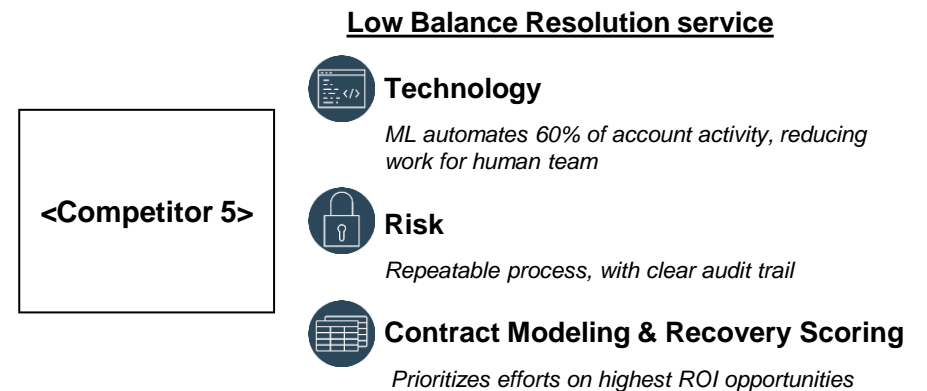 Low Balance Resolution service
Technology
ML automates 60% of account activity, reducing
work for human team
<Competitor 5>
Risk
Repeatable process, with clear audit trail
Contract Modeling & Recovery Scoring
Prioritizes efforts on highest ROI opportunities